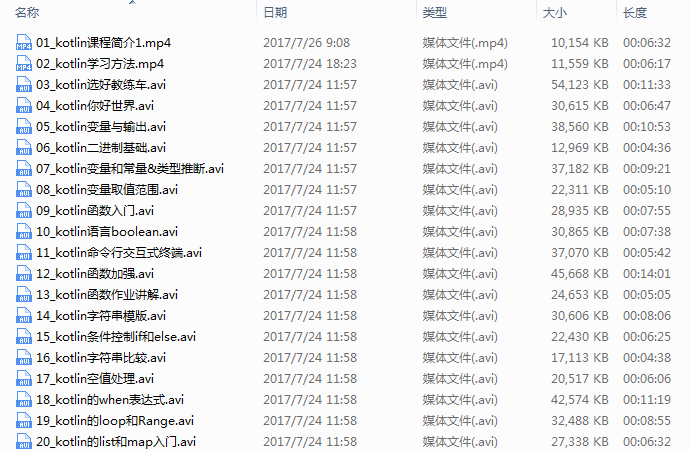 名称 日期 类型 大小 长度
01_kotlin课程简介1.mp4 2017/7/26 9:08 媒体文件(.mp4) 10,154 KB 00:06:32
02_kotlin学习方法.mp4 2017/7/24 18:23 媒体文件(.mp4) 11,559 KB 00:06:17
03_kotlin选好教练车.avi 2017/7/24 11:57 媒体文件(.avi) 54,123 KB 00:11:33
04_kotlin你好世界.avi 2017/7/24 11:57 媒体文件(.avi) 30,615 KB 00:06:47
05_kotlin变量与输出.avi 2017/7/24 11:57 媒体文件(.avi) 38,560 KB 00:10:53
06_kotlin二进制基础.avi 2017/7/24 11:57 媒体文件(.avi) 12,969 KB 00:04:36
07_kotlin变量和常量&类型推断.avi 2017/7/24 11:57 媒体文件(.avi) 37,182 KB 00:09:21
08_kotlin变量取值范围.avi 2017/7/24 11:57 媒体文件(.avi) 22,311 KB 00:05:10
09_kotlin函数入门.avi 2017/7/24 11:57 媒体文件(.avi) 28,935 KB 00:07:55
10_kotlin语言boolean.avi 2017/7/24 11:58 媒体文件(.avi) 30,865 KB 00:07:38
11_kotlin命令行交互式终端.avi 2017/7/24 11:58 媒体文件(.avi) 37,070 KB 00:05:42
12_kotlin函数加强.avi 2017/7/24 11:58 媒体文件(.avi) 45,668 KB 00:14:01
13_kotlin函数作业讲解.avi 2017/7/24 11:58 媒体文件(.avi) 24,653 KB 00:05:05
14_kotlin字符串模版.avi 2017/7/24 11:58 媒体文件(.avi) 30,606 KB 00:08:06
15_kotlin条件控制if和else.avi 2017/7/24 11:58 媒体文件(.avi) 22,430 KB 00:06:25
16_kotlin字符串比较.avi 2017/7/24 11:58 媒体文件(.avi) 17,113 KB 00:04:38
17_kotlin空值处理.avi 2017/7/24 11:58 媒体文件(.avi) 20,517 KB 00:06:06
18_kotlin的when表达式.avi 2017/7/24 11:58 媒体文件(.avi) 42,574 KB 00:11:19
19_kotlin的loop和Range.avi 2017/7/24 11:58 媒体文件(.avi) 32,488 KB 00:08:55
20_kotlin的list和map入门.avi 2017/7/24 11:58 媒体文件(.avi) 27,338 KB 00:06:32